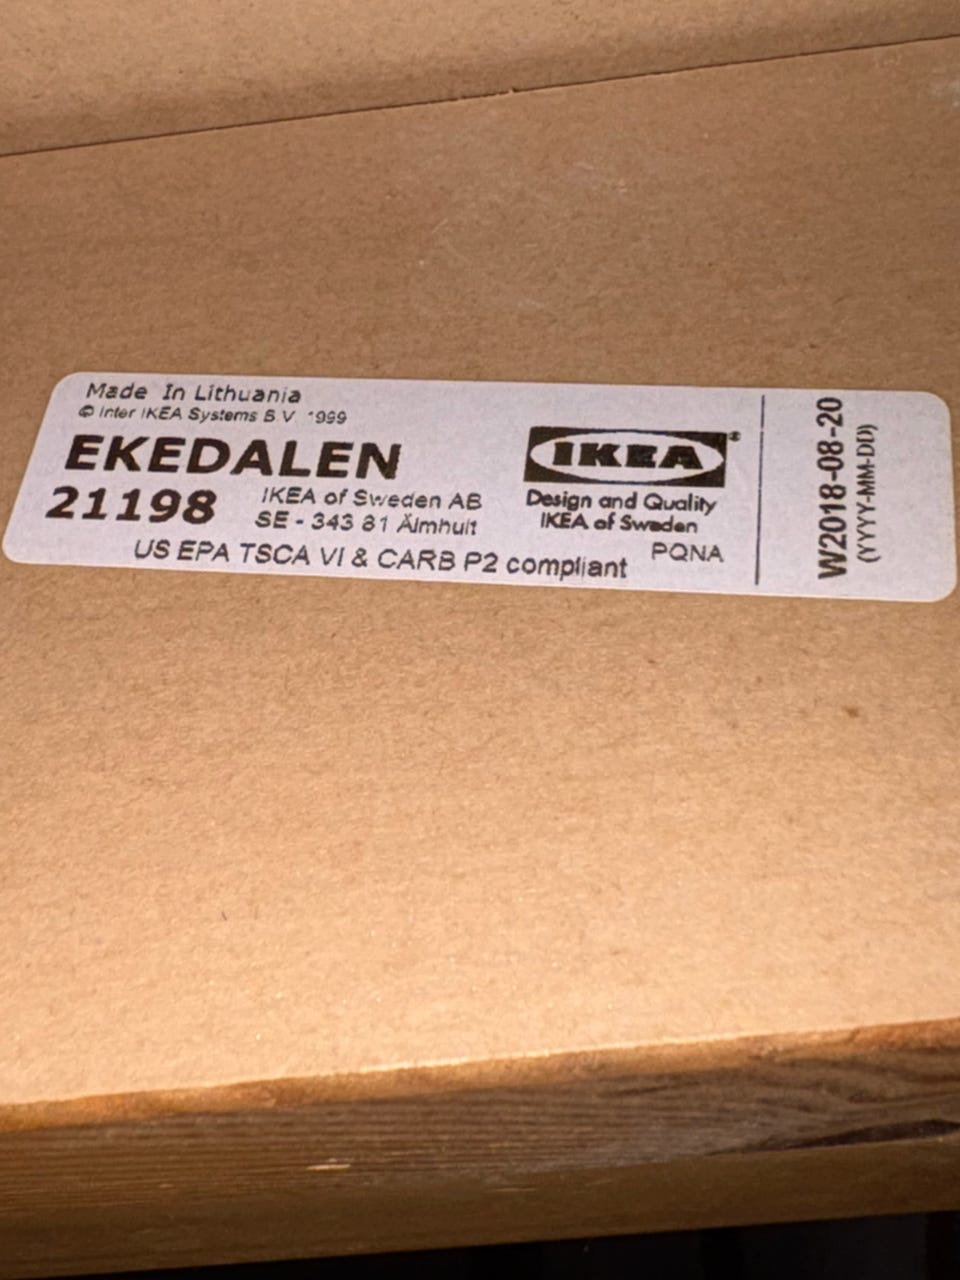 Made In Lithuania
© Inter IKEA Systems B.V. 1999
EKEDALEN
21198
IKEA of Sweden AB
SE - 343 81 Älmhult
US EPA TSCA VI & CARB P2 compliant
IKEA®
Design and Quality
IKEA of Sweden
PQNA
W2018-08-20
(YYYY-MM-DD)